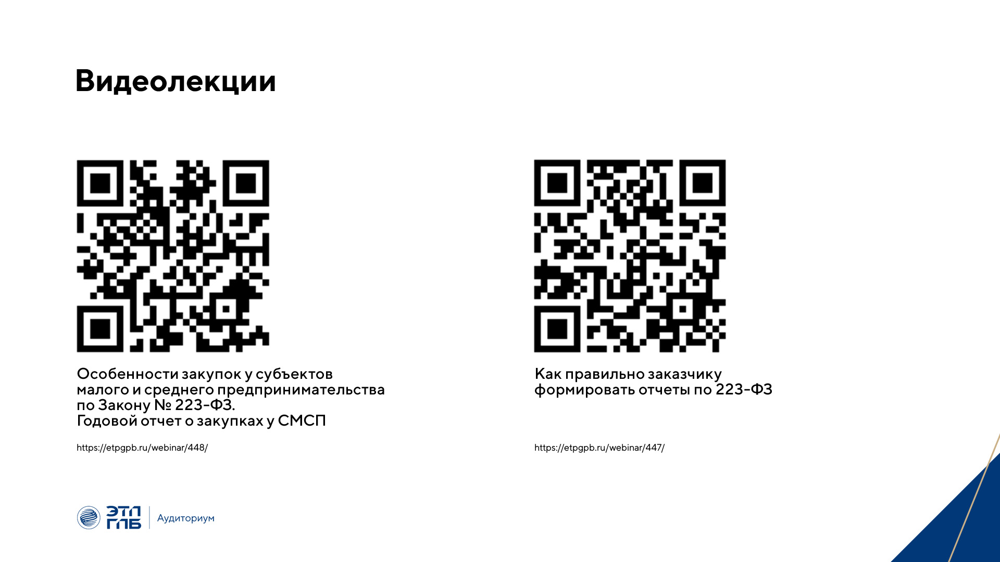 Видеолекции
Особенности закупок у субъектов
малого и среднего предпринимательства
по Закону № 223-ФЗ.
Годовой отчет о закупках у СМСП
https://etpgpb.ru/webinar/448/
Как правильно заказчику
формировать отчеты по 223-ФЗ
https://etpgpb.ru/webinar/447/
ЭТП
ГПБ
Аудиториум